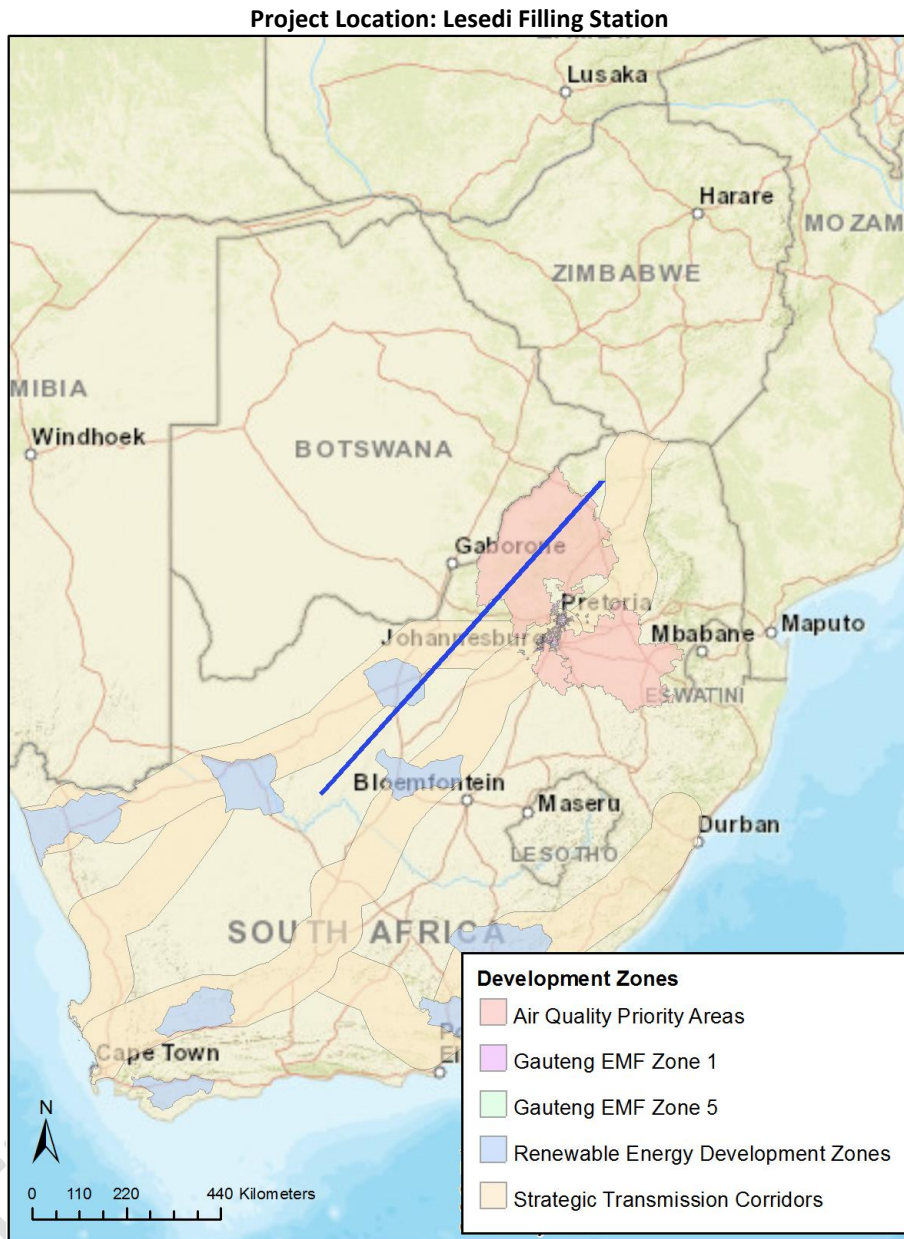 Project Location: Lesedi Filling Station
Lusaka
Harare
MOZAM
ZIMBABWE
MIBIA
Windhoek
BOTSWANA
Gaborone
Pretoria
Johannesburg
Mbabane
Maputo
ESWATINI
Bloemfontein
Maseru
Durban
LESOTHO
SOUTH AFRICA
Cape Town
Development Zones
Air Quality Priority Areas
Gauteng EMF Zone 1
Gauteng EMF Zone 5
Renewable Energy Development Zones
Strategic Transmission Corridors
N
0 110 220 440 Kilometers